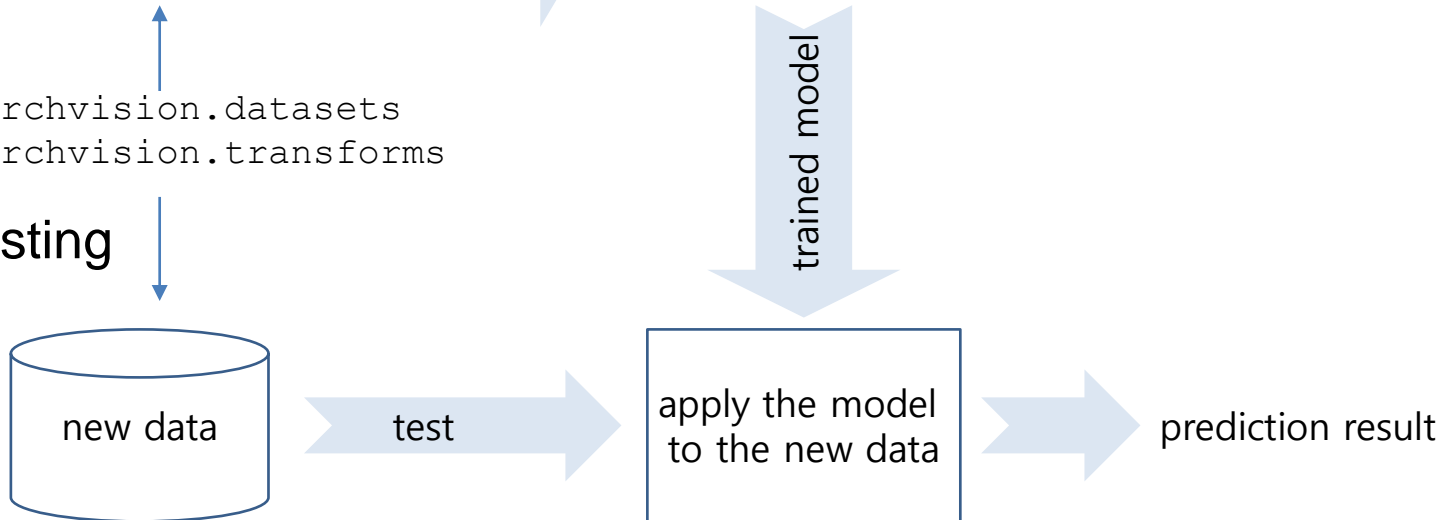 rchvision.datasets
rchvision.transforms
trained model
sting
new data
test
apply the model
to the new data
prediction result